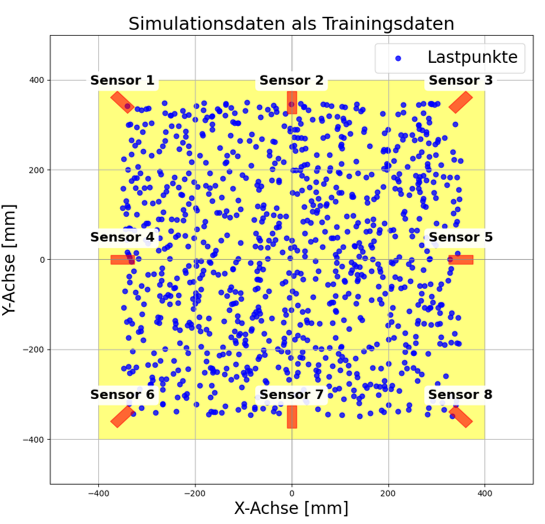 Simulationsdaten als Trainingsdaten
Lastpunkte
Sensor 1 Sensor 2 Sensor 3
Sensor 4 Sensor 5
Sensor 6 Sensor 7 Sensor 8
400
200
0
−200
−400
Y-Achse [mm]
−400 −200 0 200 400
X-Achse [mm]